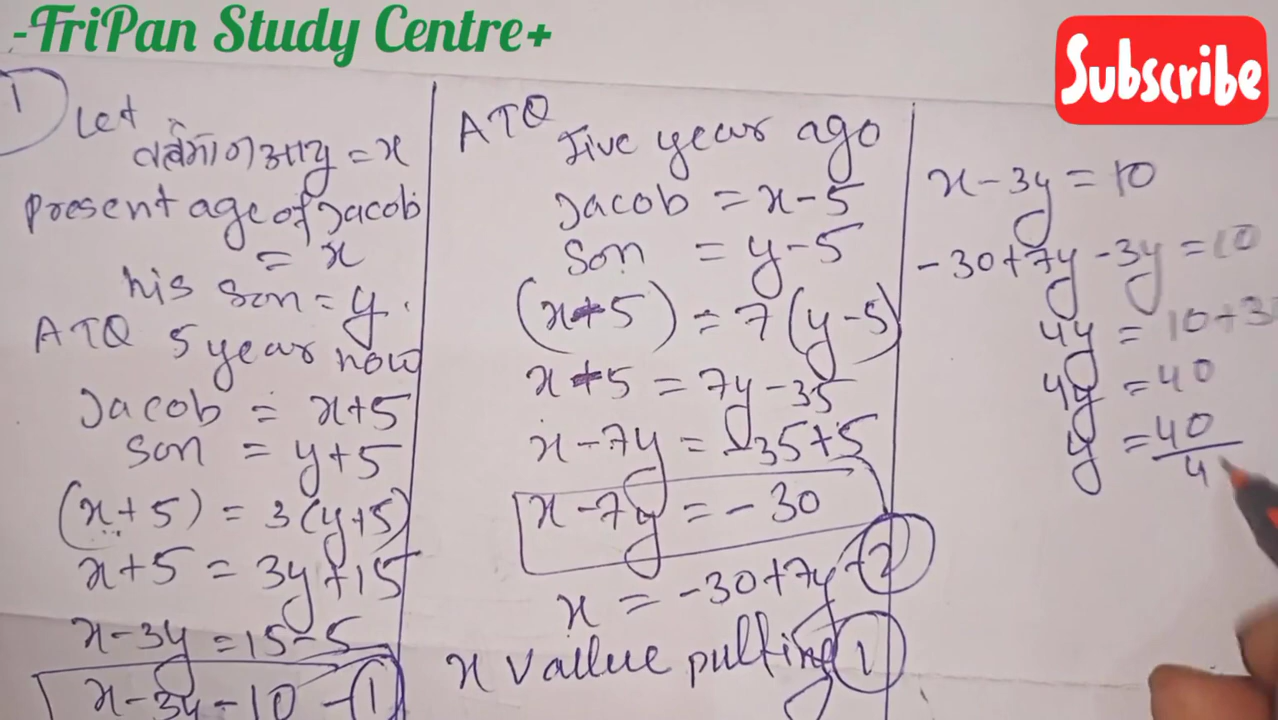 -TriPan Study Centre+
Subscribe
1
Let
वर्तमान आयु = x
present age of Jacob
= x
his son = y.
ATQ 5 year now
Jacob = x+5
Son = y+5
(x+5) = 3(y+5)
x+5 = 3y+15
x-3y = 15-5
x-3y = 10 -1
ATQ
Five year ago
Jacob = x-5
Son = y-5
(x-5) = 7(y-5)
x-5 = 7y-35
x-7y = -35+5
x-7y = -30
x = -30+7y -2
x vallue putting 1
x-3y = 10
-30+7y-3y = 10
4y = 10+3
4y = 40
y = 40/4